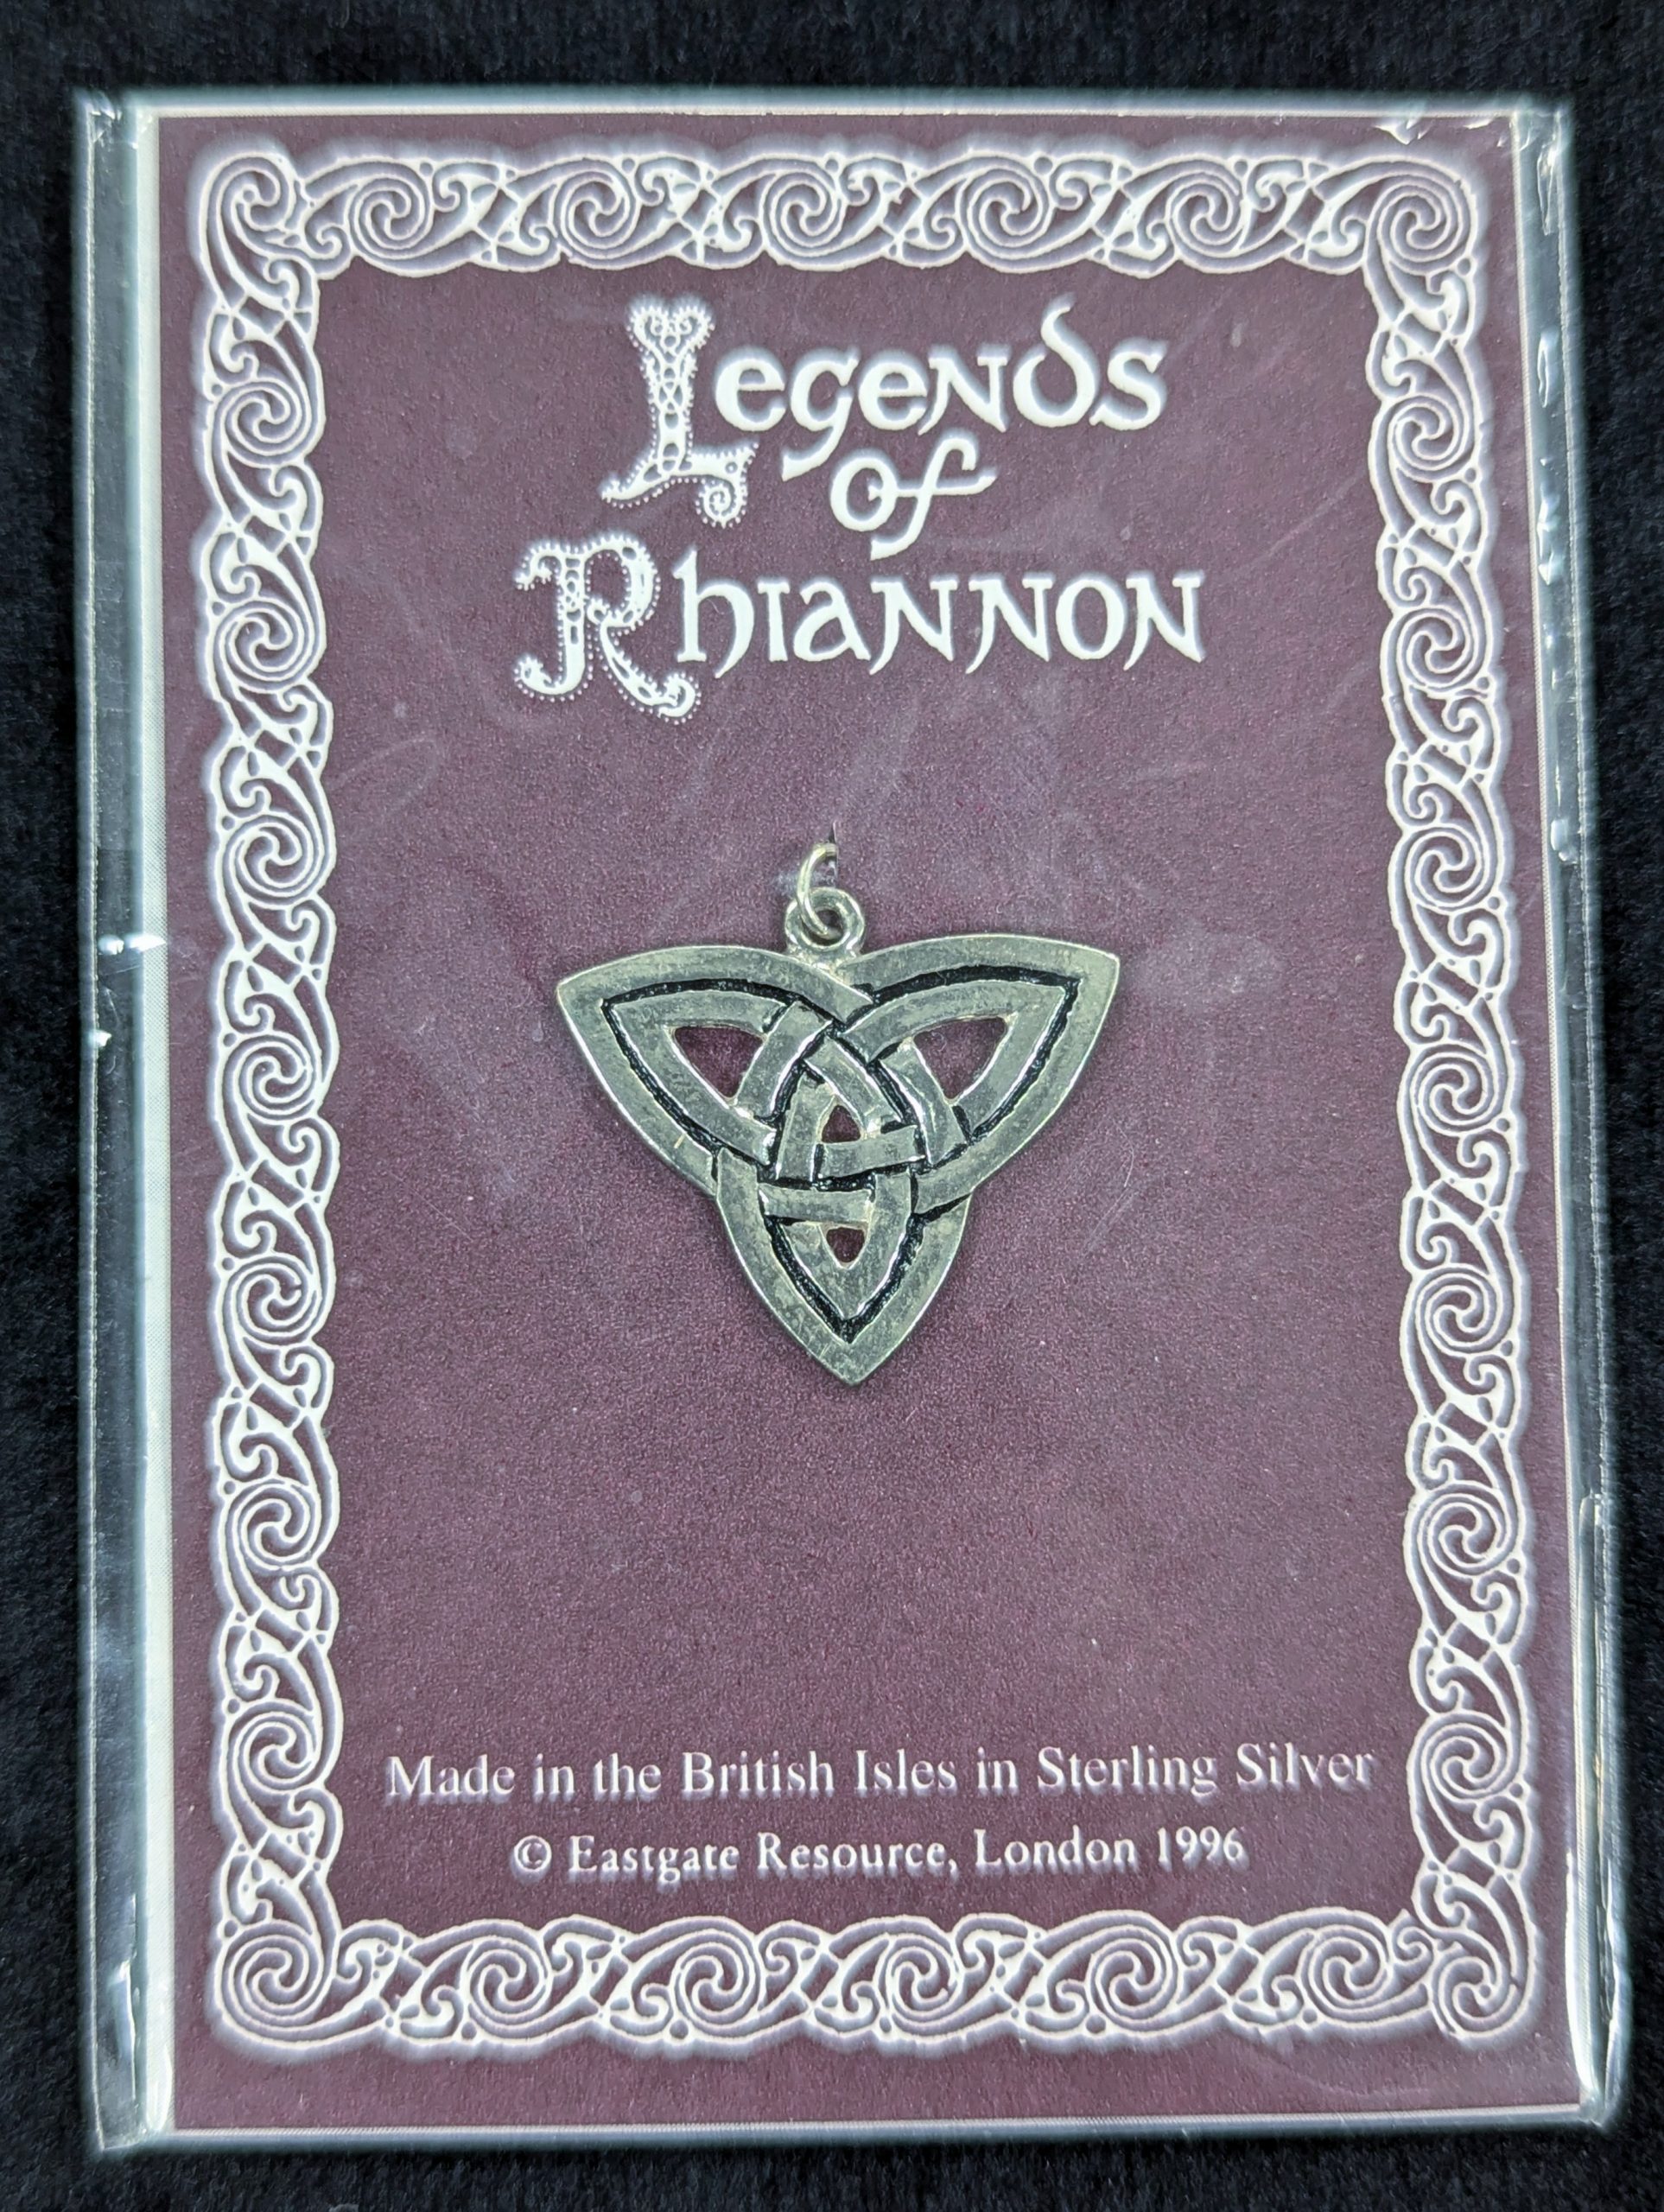 Legends
of
Rhiannon
Made in the British Isles in Sterling Silver
© Eastgate Resource, London 1996